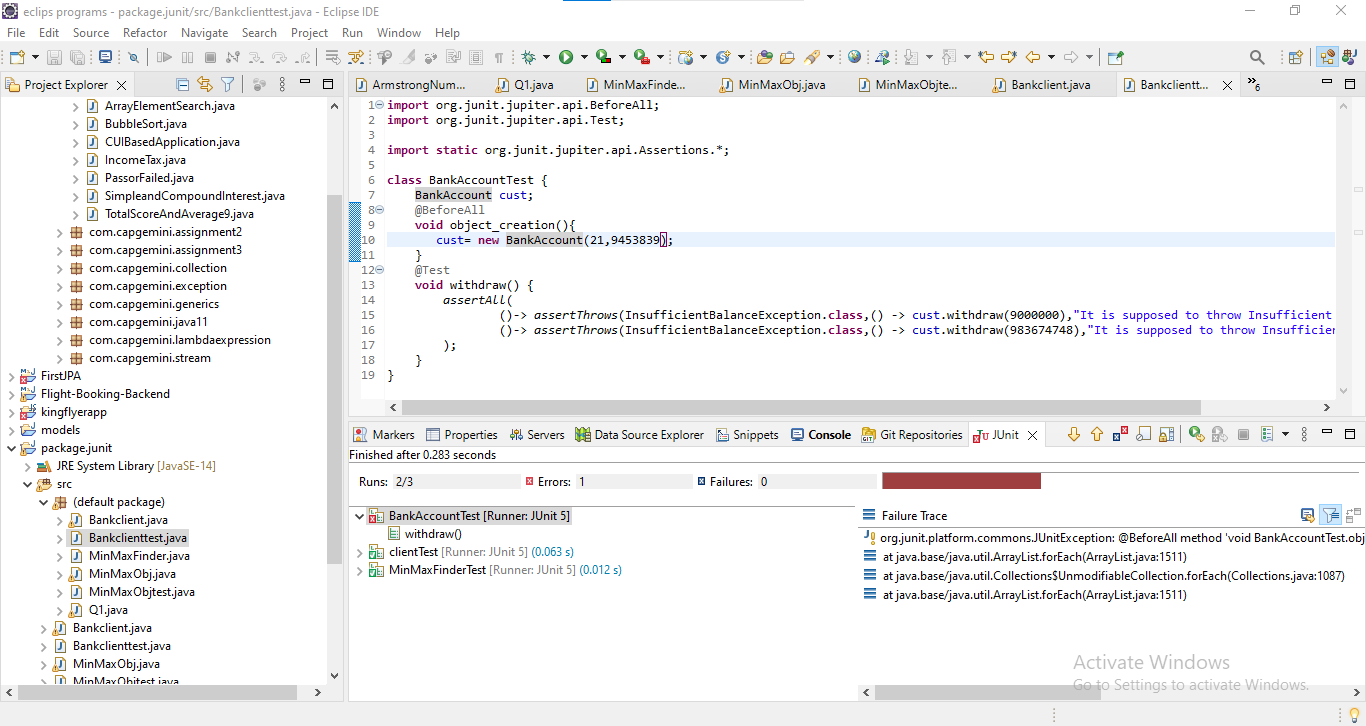 eclips programs - package.junit/src/Bankclienttest.java - Eclipse IDE
File Edit Source Refactor Navigate Search Project Run Window Help
Project Explorer
ArrayElementSearch.java
BubbleSort.java
CUIBasedApplication.java
IncomeTax.java
PassorFailed.java
SimpleandCompoundInterest.java
TotalScoreAndAverage9.java
com.capgemini.assignment2
com.capgemini.assignment3
com.capgemini.collection
com.capgemini.exception
com.capgemini.generics
com.capgemini.java11
com.capgemini.lambdaexpression
com.capgemini.stream
FirstJPA
Flight-Booking-Backend
kingflyerapp
models
package.junit
JRE System Library [JavaSE-14]
src
(default package)
Bankclient.java
Bankclienttest.java
MinMaxFinder.java
MinMaxObj.java
MinMaxObjtest.java
Q1.java
Bankclient.java
Bankclienttest.java
MinMaxObj.java
MinMaxObjtest.java
ArmstrongNum... Q1.java MinMaxFinde... MinMaxObj.java MinMaxObjte... Bankclient.java Bankclientt... »6
1 import org.junit.jupiter.api.BeforeAll;
2 import org.junit.jupiter.api.Test;
3
4 import static org.junit.jupiter.api.Assertions.*;
5
6 class BankAccountTest {
7 BankAccount cust;
8 @BeforeAll
9 void object_creation(){
10 cust= new BankAccount(21,9453839);
11 }
12 @Test
13 void withdraw() {
14 assertAll(
15 ()-> assertThrows(InsufficientBalanceException.class,() -> cust.withdraw(9000000),"It is supposed to throw Insufficient
16 ()-> assertThrows(InsufficientBalanceException.class,() -> cust.withdraw(983674748),"It is supposed to throw Insufficien
17 );
18 }
19 }
Markers Properties Servers Data Source Explorer Snippets Console Git Repositories JUnit
Finished after 0.283 seconds
Runs: 2/3 Errors: 1 Failures: 0
BankAccountTest [Runner: JUnit 5]
withdraw()
clientTest [Runner: JUnit 5] (0.063 s)
MinMaxFinderTest [Runner: JUnit 5] (0.012 s)
Failure Trace
org.junit.platform.commons.JUnitException: @BeforeAll method 'void BankAccountTest.obj
at java.base/java.util.ArrayList.forEach(ArrayList.java:1511)
at java.base/java.util.Collections$UnmodifiableCollection.forEach(Collections.java:1087)
at java.base/java.util.ArrayList.forEach(ArrayList.java:1511)
Activate Windows
Go to Settings to activate Windows.